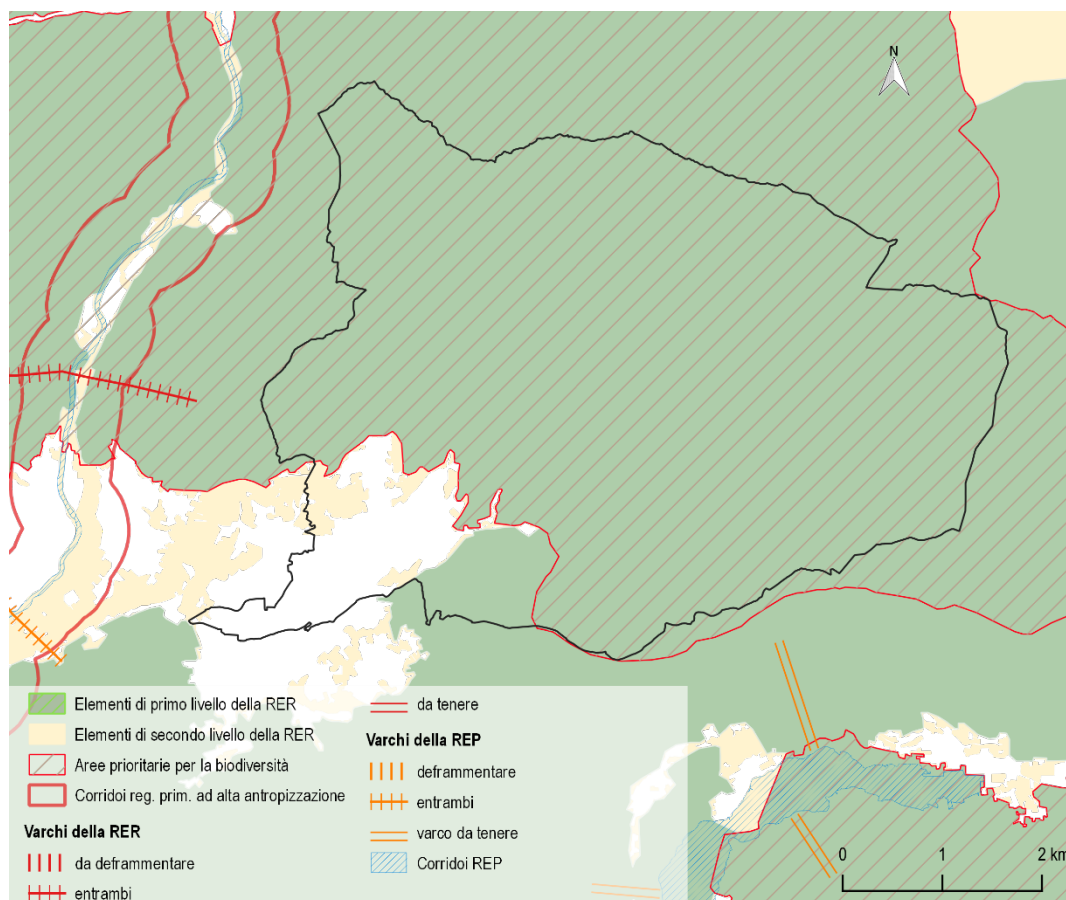 N
Elementi di primo livello della RER
Elementi di secondo livello della RER
Aree prioritarie per la biodiversità
Corridoi reg. prim. ad alta antropizzazione
Varchi della RER
da deframmentare
entrambi
da tenere
Varchi della REP
deframmentare
entrambi
varco da tenere
Corridoi REP
0 1 2 km